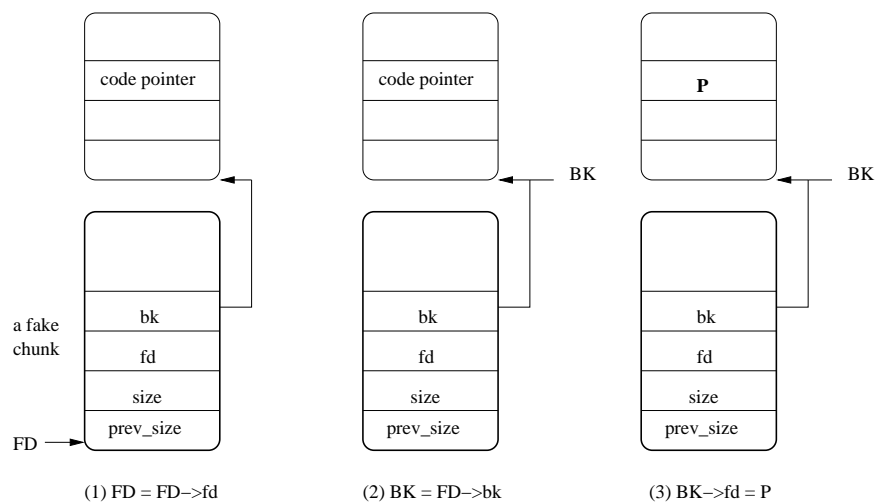 code pointer
code pointer
P
BK
BK
a fake
chunk
bk
fd
size
prev_size
bk
fd
size
prev_size
bk
fd
size
prev_size
FD
(1) FD = FD−>fd
(2) BK = FD−>bk
(3) BK−>fd = P